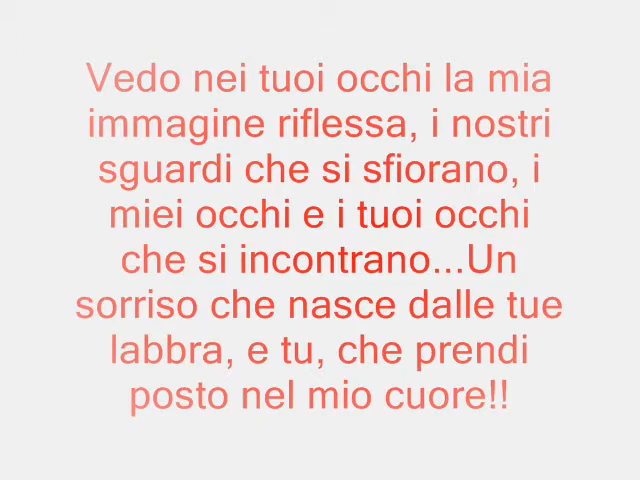 Vedo nei tuoi occhi la mia
immagine riflessa, i nostri
sguardi che si sfiorano, i
miei occhi e i tuoi occhi
che si incontrano...Un
sorriso che nasce dalle tue
labbra, e tu, che prendi
posto nel mio cuore!!